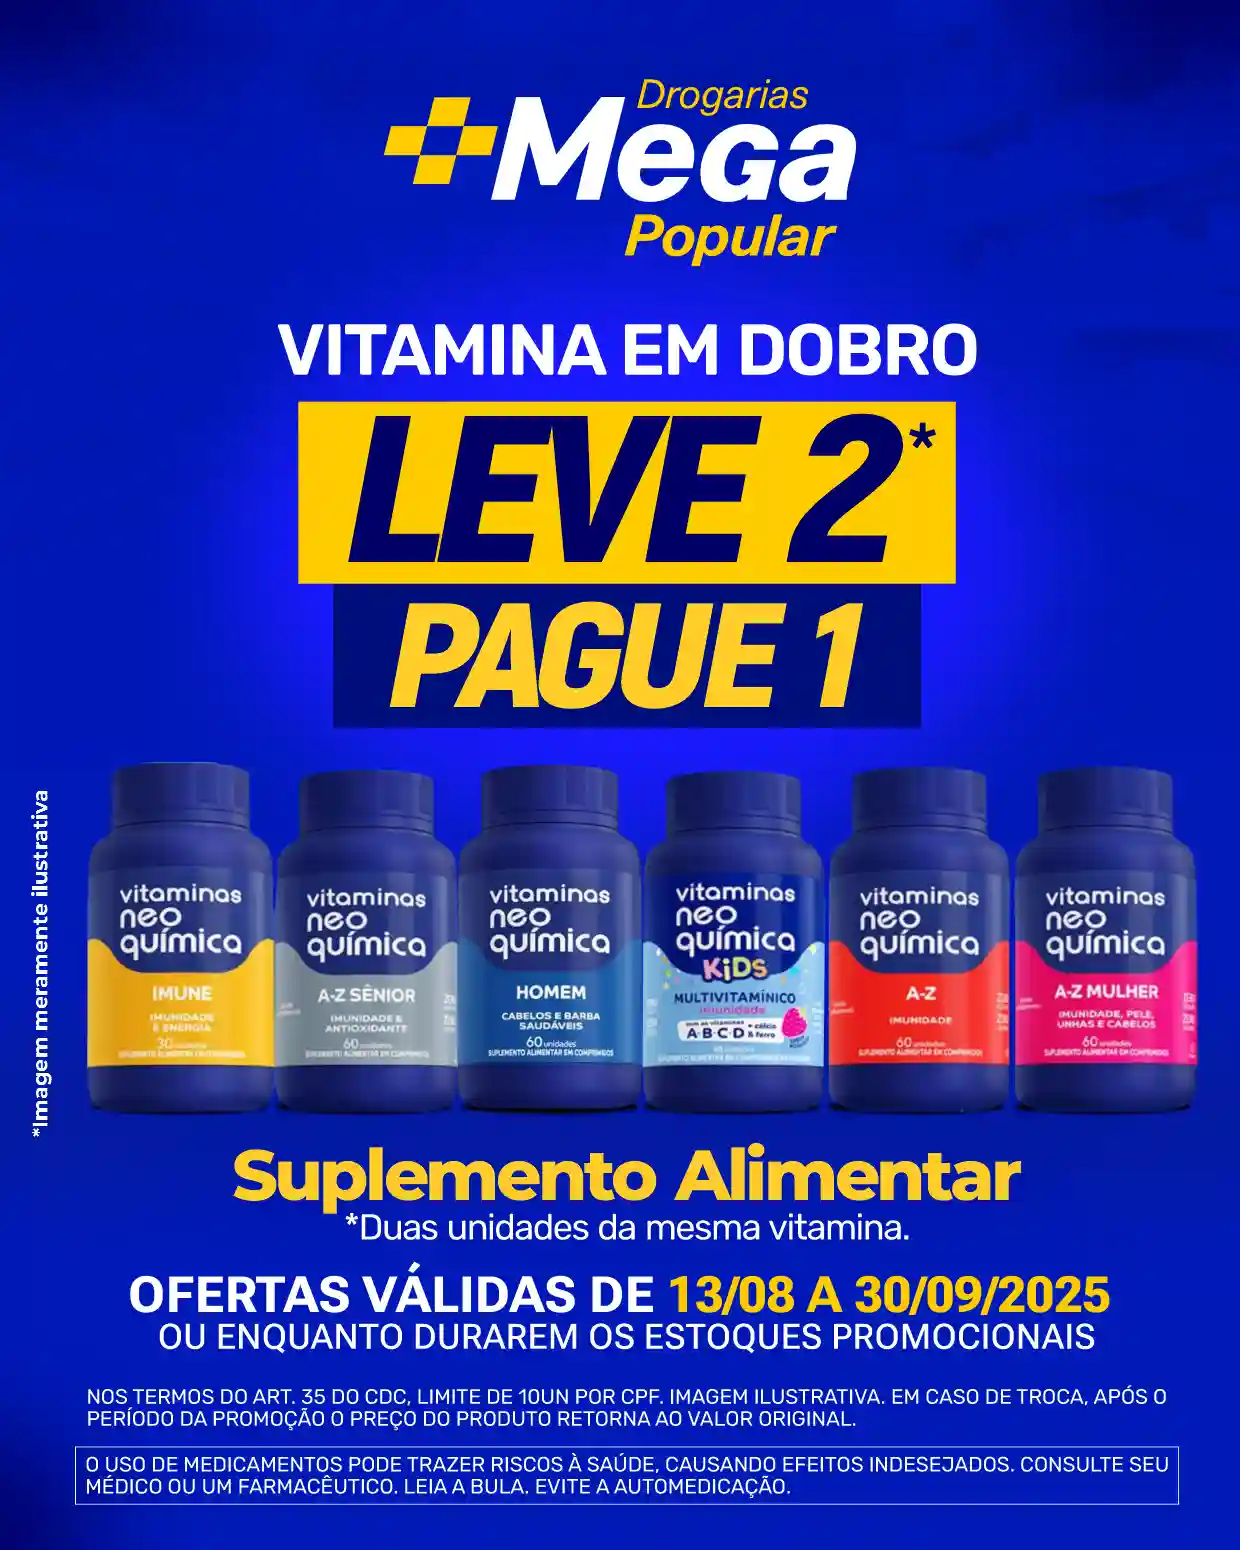 Drogarias
Mega
Popular
VITAMINA EM DOBRO
LEVE 2*
PAGUE 1
*Imagem meramente ilustrativa
vitaminas
neo
química
IMUNE
IMUNIDADE
E ENERGIA
30
vitaminas
neo
química
A-Z SÊNIOR
IMUNIDADE E
ANTIOXIDANTE
60 unidades
SUPLEMENTO ALIMENTAR EM COMPRIMIDOS
vitaminas
neo
química
HOMEM
CABELOS E BARBA
SAUDÁVEIS
60 unidades
SUPLEMENTO ALIMENTAR EM COMPRIMIDOS
vitaminas
neo
química
KiDS
MULTIVITAMÍNICO
imunidade
com as vitaminas
A·B·C·D + cálcio & ferro
vitaminas
neo
química
A-Z
IMUNIDADE
60 unidades
SUPLEMENTO ALIMENTAR EM COMPRIMIDOS
vitaminas
neo
química
A-Z MULHER
IMUNIDADE, PELE,
UNHAS E CABELOS
60 unidades
SUPLEMENTO ALIMENTAR EM COMPRIMIDOS
Suplemento Alimentar
*Duas unidades da mesma vitamina.
OFERTAS VÁLIDAS DE 13/08 A 30/09/2025
OU ENQUANTO DURAREM OS ESTOQUES PROMOCIONAIS
NOS TERMOS DO ART. 35 DO CDC, LIMITE DE 10UN POR CPF. IMAGEM ILUSTRATIVA. EM CASO DE TROCA, APÓS O
PERÍODO DA PROMOÇÃO O PREÇO DO PRODUTO RETORNA AO VALOR ORIGINAL.
O USO DE MEDICAMENTOS PODE TRAZER RISCOS À SAÚDE, CAUSANDO EFEITOS INDESEJADOS. CONSULTE SEU
MÉDICO OU UM FARMACÊUTICO. LEIA A BULA. EVITE A AUTOMEDICAÇÃO.